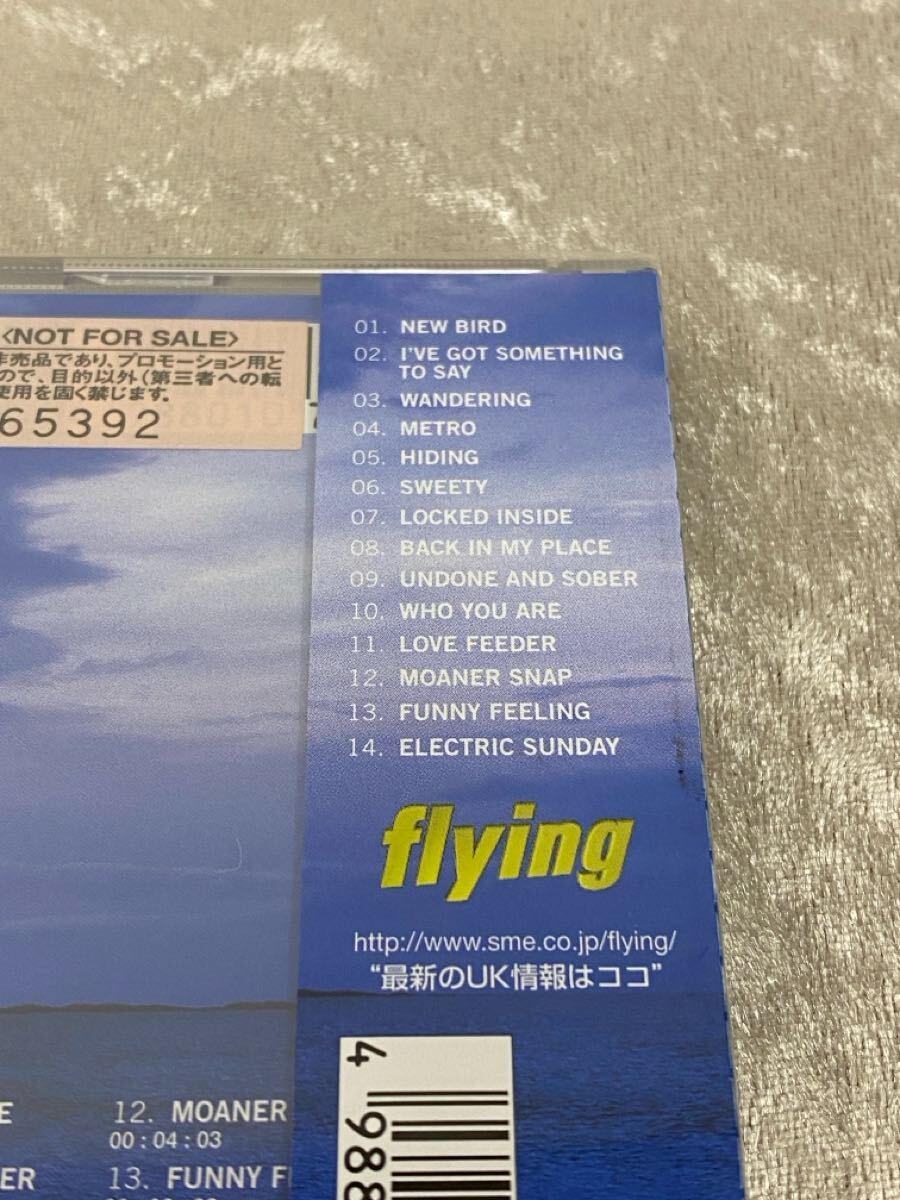 〈NOT FOR SALE〉
売品であり、プロモーション用と
ので、目的以外(第三者への転
使用を固く禁じます。
65392
01. NEW BIRD
02. I'VE GOT SOMETHING
TO SAY
03. WANDERING
04. METRO
05. HIDING
06. SWEETY
07. LOCKED INSIDE
08. BACK IN MY PLACE
09. UNDONE AND SOBER
10. WHO YOU ARE
11. LOVE FEEDER
12. MOANER SNAP
13. FUNNY FEELING
14. ELECTRIC SUNDAY
flying
http://www.sme.co.jp/flying/
“最新のUK情報はココ”
4 988
E
12. MOANER
00 : 04 : 03
ER
13. FUNNY F